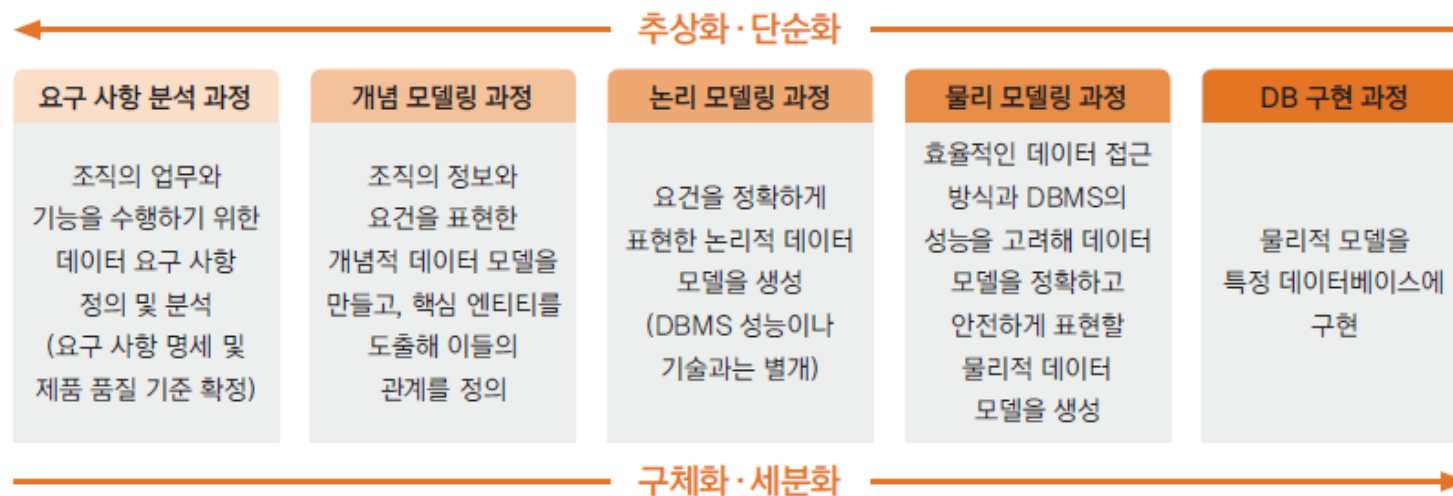 추상화·단순화
요구 사항 분석 과정
조직의 업무와
기능을 수행하기 위한
데이터 요구 사항
정의 및 분석
(요구 사항 명세 및
제품 품질 기준 확정)
개념 모델링 과정
조직의 정보와
요건을 표현한
개념적 데이터 모델을
만들고, 핵심 엔티티를
도출해 이들의
관계를 정의
논리 모델링 과정
요건을 정확하게
표현한 논리적 데이터
모델을 생성
(DBMS 성능이나
기술과는 별개)
물리 모델링 과정
효율적인 데이터 접근
방식과 DBMS의
성능을 고려해 데이터
모델을 정확하고
안전하게 표현할
물리적 데이터
모델을 생성
DB 구현 과정
물리적 모델을
특정 데이터베이스에
구현
구체화·세분화